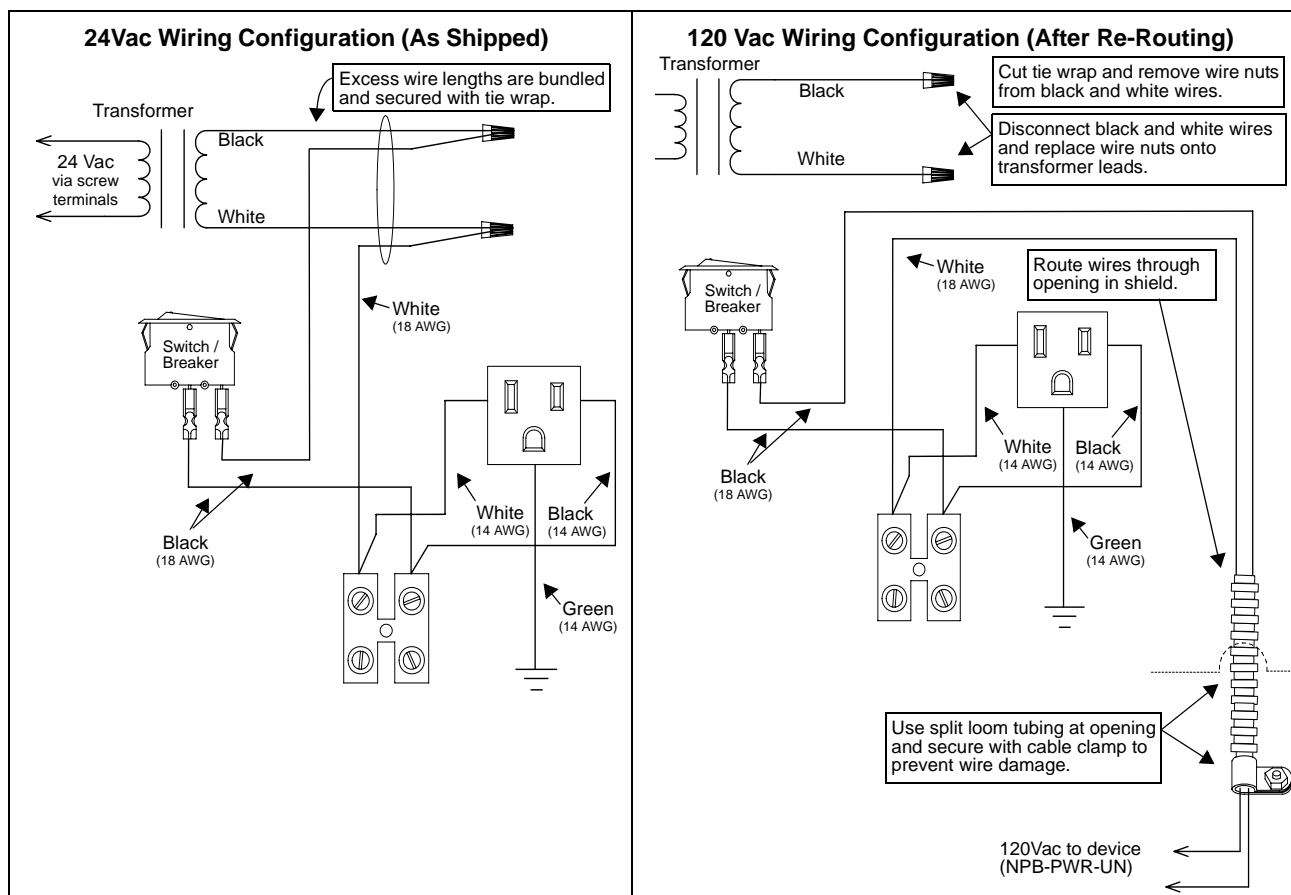 24Vac Wiring Configuration (As Shipped)
Excess wire lengths are bundled
and secured with tie wrap.
Transformer
Black
24 Vac
via screw
terminals
White
White
(18 AWG)
Switch /
Breaker
White
(14 AWG)
Black
(14 AWG)
Black
(18 AWG)
Green
(14 AWG)
120 Vac Wiring Configuration (After Re-Routing)
Transformer
Black
Cut tie wrap and remove wire nuts
from black and white wires.
Disconnect black and white wires
and replace wire nuts onto
transformer leads.
White
White
(18 AWG)
Route wires through
opening in shield.
Switch /
Breaker
White
(14 AWG)
Black
(14 AWG)
Black
(18 AWG)
Green
(14 AWG)
Use split loom tubing at opening
and secure with cable clamp to
prevent wire damage.
120Vac to device
(NPB-PWR-UN)